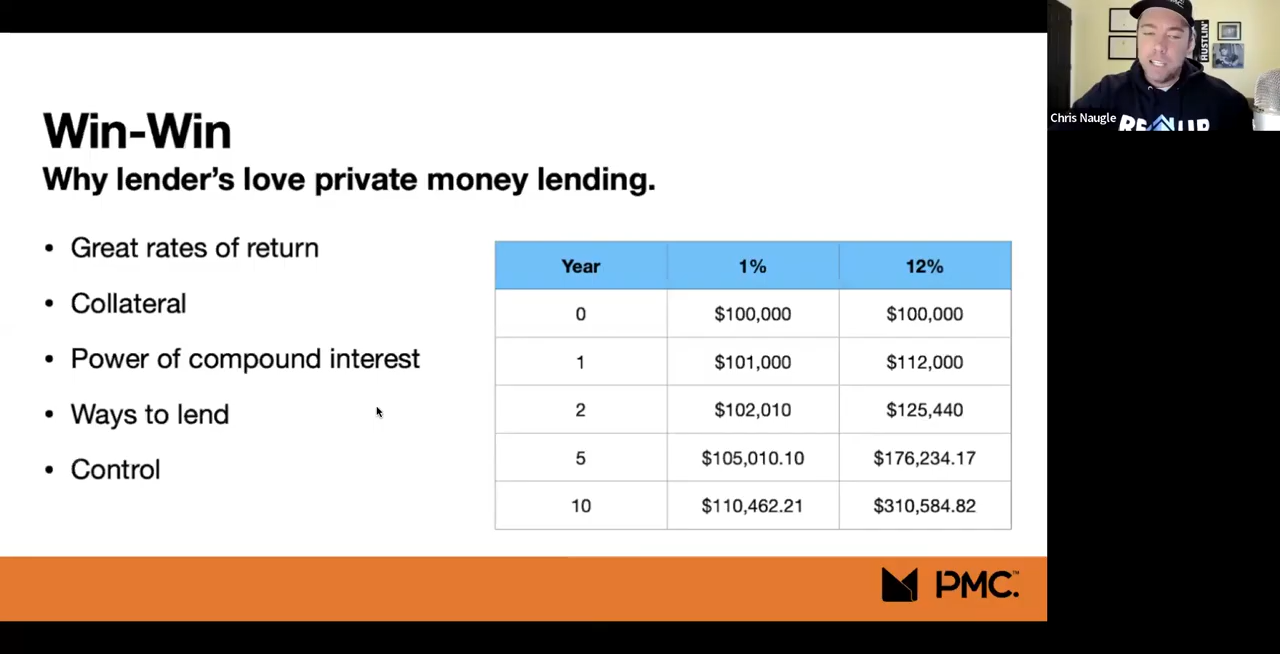 Win-Win
Why lender's love private money lending.
• Great rates of return
• Collateral
• Power of compound interest
• Ways to lend
• Control
Year 1% 12%
0 $100,000 $100,000
1 $101,000 $112,000
2 $102,010 $125,440
5 $105,010.10 $176,234.17
10 $110,462.21 $310,584.82
PMC.™
Chris Naugle